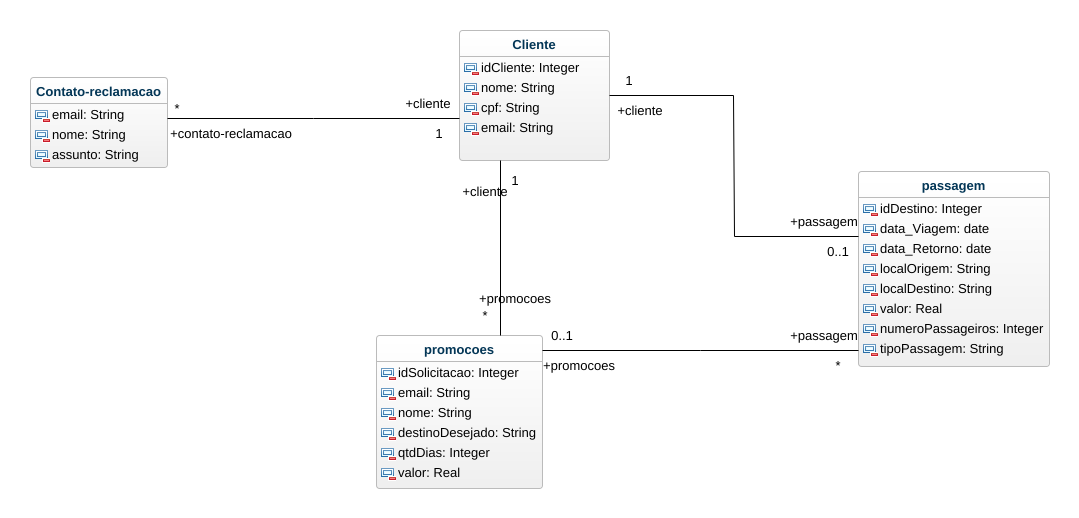 Cliente
idCliente: Integer
nome: String
cpf: String
email: String
Contato-reclamacao
email: String
nome: String
assunto: String
*
+contato-reclamacao
+cliente
1
1
+cliente
1
+cliente
+promocoes
*
passagem
idDestino: Integer
data_Viagem: date
data_Retorno: date
localOrigem: String
localDestino: String
valor: Real
numeroPassageiros: Integer
tipoPassagem: String
+passagem
0..1
promocoes
idSolicitacao: Integer
email: String
nome: String
destinoDesejado: String
qtdDias: Integer
valor: Real
0..1
+promocoes
+passagem
*